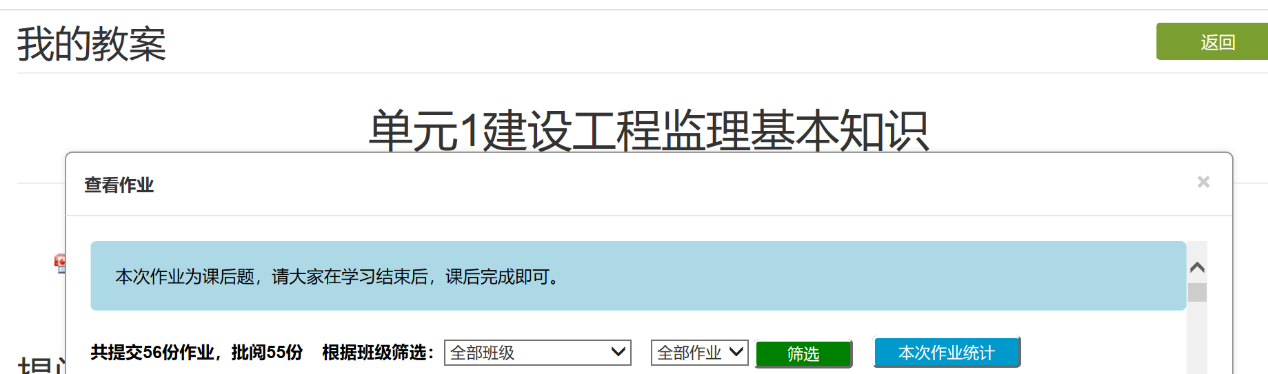 我的教案
返回
单元1建设工程监理基本知识
查看作业
×
本次作业为课后题，请大家在学习结束后，课后完成即可。
共提交56份作业，批阅55份 根据班级筛选： 全部班级 全部作业 筛选 本次作业统计